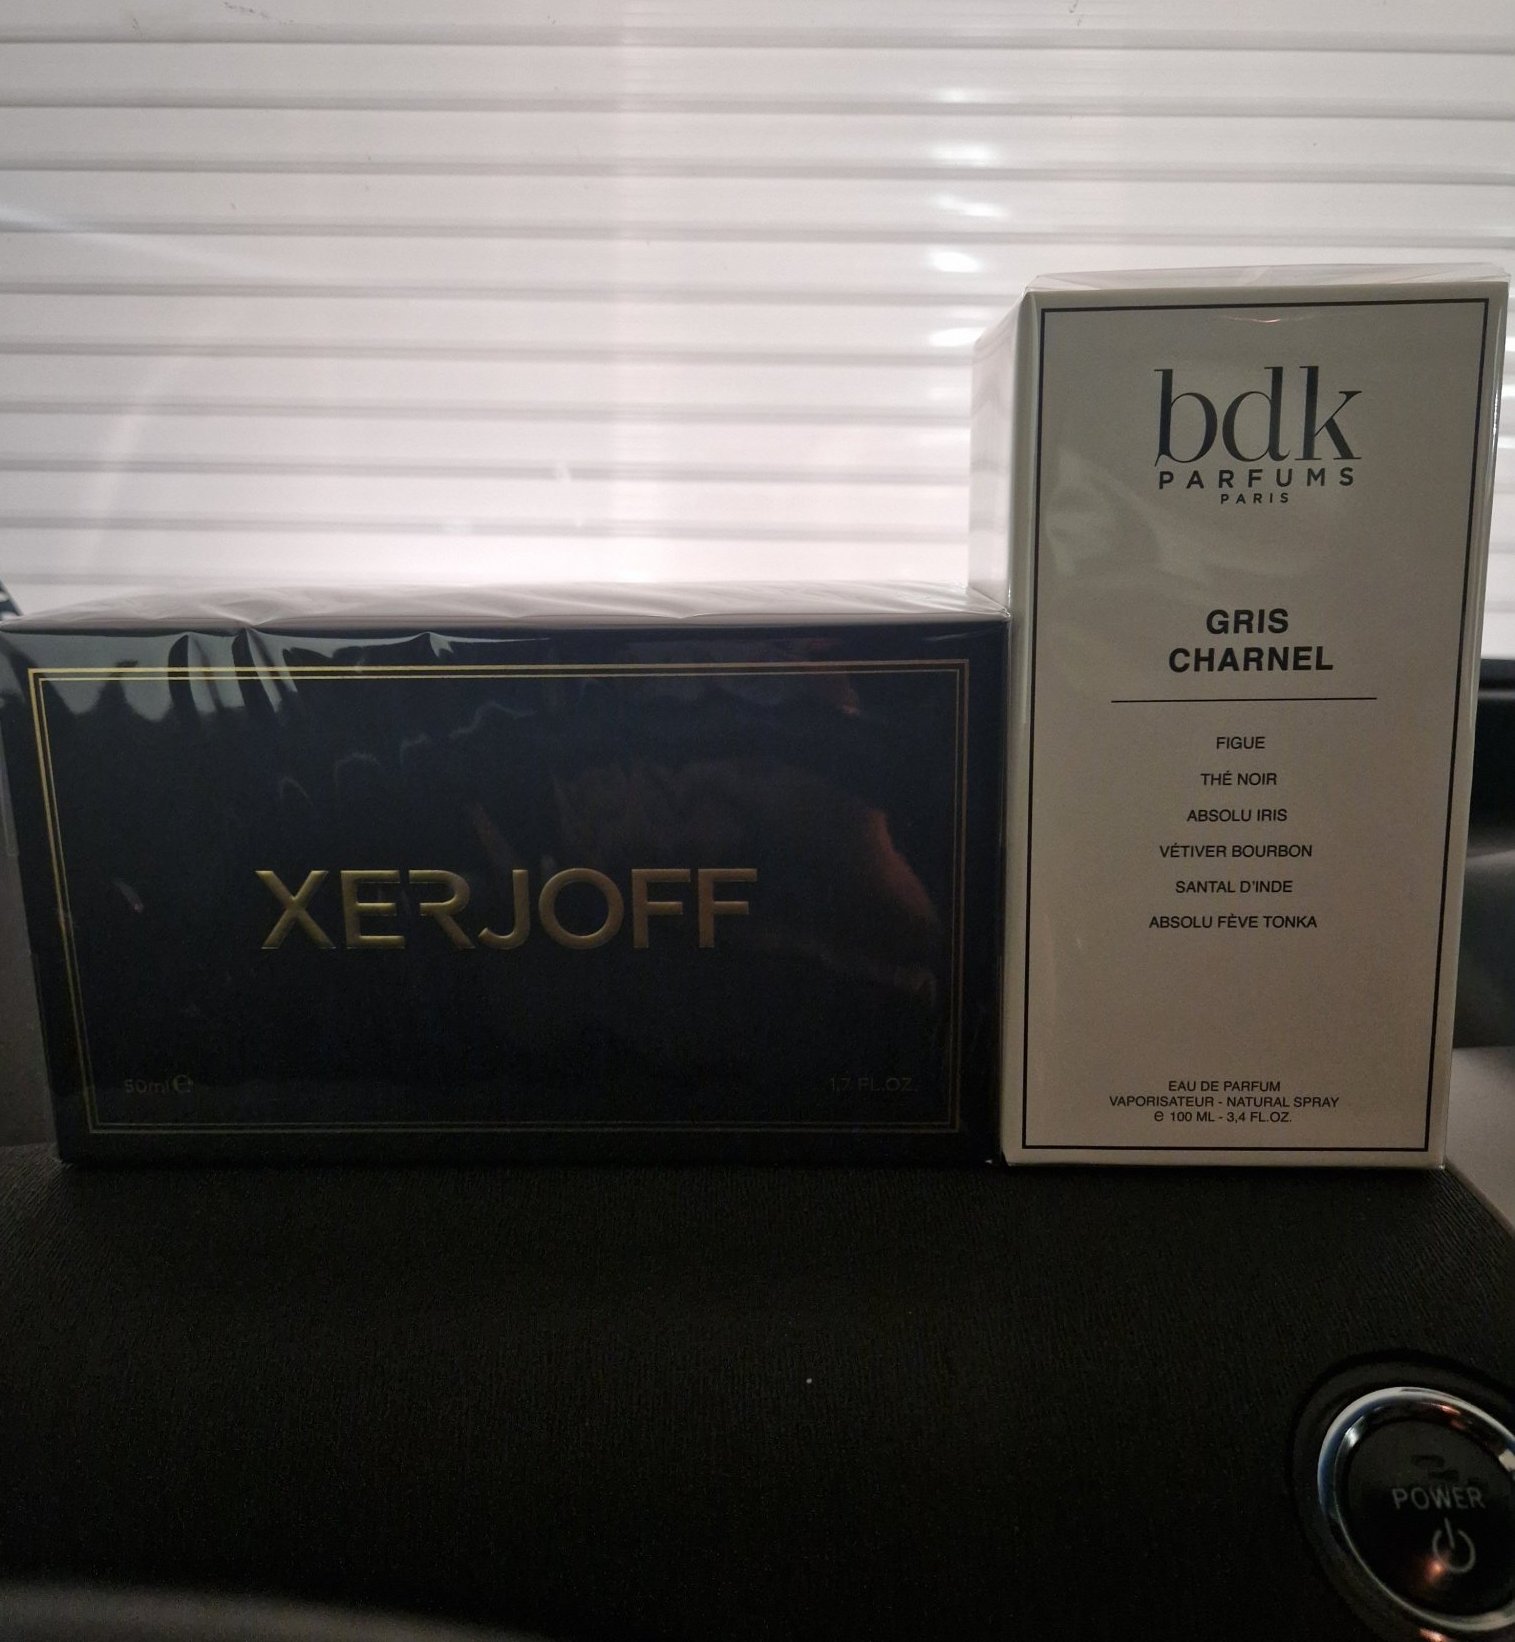 XERJOFF
50ml ℮
1.7 FL.OZ.
bdk
PARFUMS
PARIS
GRIS
CHARNEL
FIGUE
THÉ NOIR
ABSOLU IRIS
VÉTIVER BOURBON
SANTAL D'INDE
ABSOLU FÈVE TONKA
EAU DE PARFUM
VAPORISATEUR - NATURAL SPRAY
℮ 100 ML - 3,4 FL.OZ.
POWER